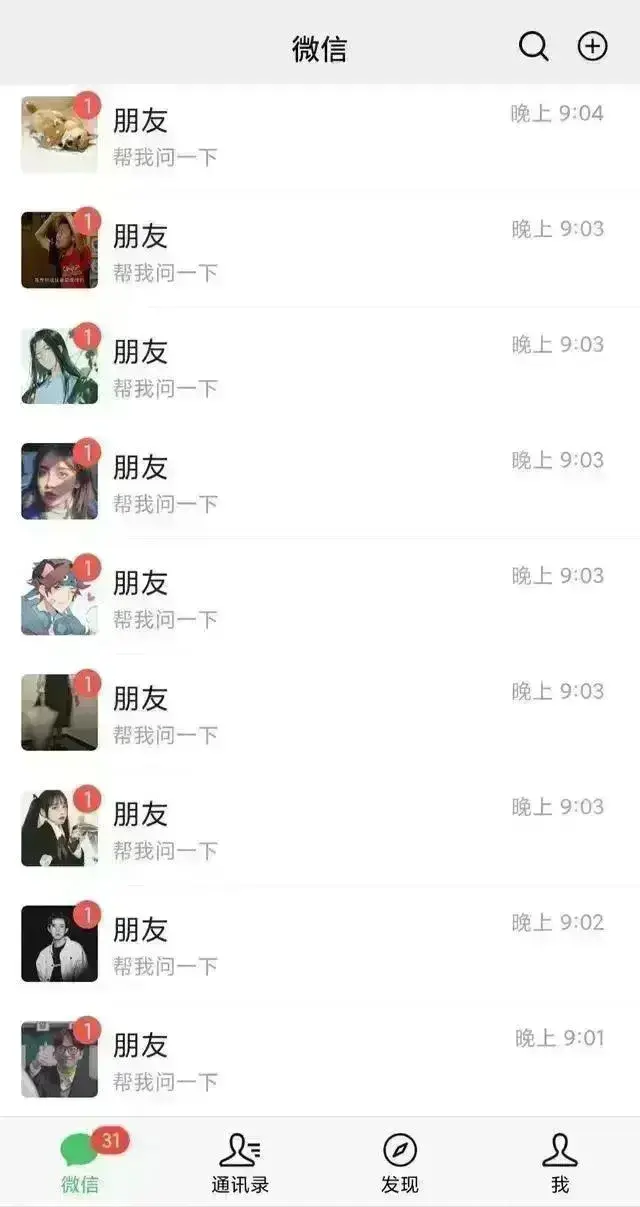 微信
1
朋友
晚上 9:04
帮我问一下
1
朋友
晚上 9:03
帮我问一下
1
朋友
晚上 9:03
帮我问一下
1
朋友
晚上 9:03
帮我问一下
1
朋友
晚上 9:03
帮我问一下
1
朋友
晚上 9:03
帮我问一下
1
朋友
晚上 9:03
帮我问一下
1
朋友
晚上 9:02
帮我问一下
1
朋友
晚上 9:01
帮我问一下
31
微信
通讯录
发现
我